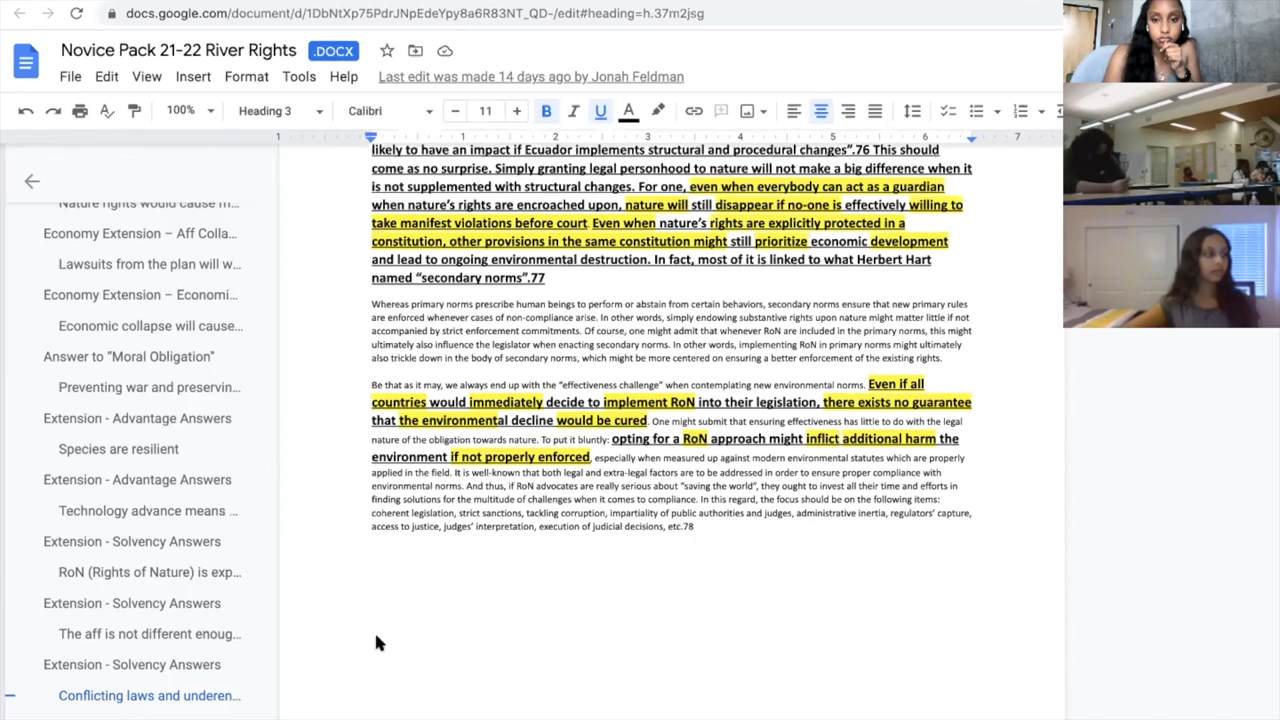 docs.google.com/document/d/1DbNtXp75PdrJNpEdeYpy8a6R83NT_QD-/edit#heading=h.37m2jsg
Novice Pack 21-22 River Rights .DOCX
File Edit View Insert Format Tools Help Last edit was made 14 days ago by Jonah Feldman
100% Heading 3 Calibri 11 B I U A
1 1 2 3 4 5 6 7
Economy Extension – Aff Colla...
Lawsuits from the plan will w...
Economy Extension – Economi...
Economic collapse will cause...
Answer to “Moral Obligation”
Preventing war and preservin...
Extension - Advantage Answers
Species are resilient
Extension - Advantage Answers
Technology advance means ...
Extension - Solvency Answers
RoN (Rights of Nature) is exp...
Extension - Solvency Answers
The aff is not different enoug...
Extension - Solvency Answers
Conflicting laws and underen...
likely to have an impact if Ecuador implements structural and procedural changes”.76 This should
come as no surprise. Simply granting legal personhood to nature will not make a big difference when it
is not supplemented with structural changes. For one, even when everybody can act as a guardian
when nature’s rights are encroached upon, nature will still disappear if no-one is effectively willing to
take manifest violations before court. Even when nature’s rights are explicitly protected in a
constitution, other provisions in the same constitution might still prioritize economic development
and lead to ongoing environmental destruction. In fact, most of it is linked to what Herbert Hart
named “secondary norms”.77
Whereas primary norms prescribe human beings to perform or abstain from certain behaviors, secondary norms ensure that new primary rules
are enforced whenever cases of non-compliance arise. In other words, simply endowing substantive rights upon nature might matter little if not
accompanied by strict enforcement commitments. Of course, one might admit that whenever RoN are included in the primary norms, this might
ultimately also influence the legislator when enacting secondary norms. In other words, implementing RoN in primary norms might ultimately
also trickle down in the body of secondary norms, which might be more centered on ensuring a better enforcement of the existing rights.
Be that as it may, we always end up with the “effectiveness challenge” when contemplating new environmental norms. Even if all
countries would immediately decide to implement RoN into their legislation, there exists no guarantee
that the environmental decline would be cured. One might submit that ensuring effectiveness has little to do with the legal
nature of the obligation towards nature. To put it bluntly: opting for a RoN approach might inflict additional harm the
environment if not properly enforced, especially when measured up against modern environmental statutes which are properly
applied in the field. It is well-known that both legal and extra-legal factors are to be addressed in order to ensure proper compliance with
environmental norms. And thus, if RoN advocates are really serious about “saving the world”, they ought to invest all their time and efforts in
finding solutions for the multitude of challenges when it comes to compliance. In this regard, the focus should be on the following items:
coherent legislation, strict sanctions, tackling corruption, impartiality of public authorities and judges, administrative inertia, regulators’ capture,
access to justice, judges’ interpretation, execution of judicial decisions, etc.78